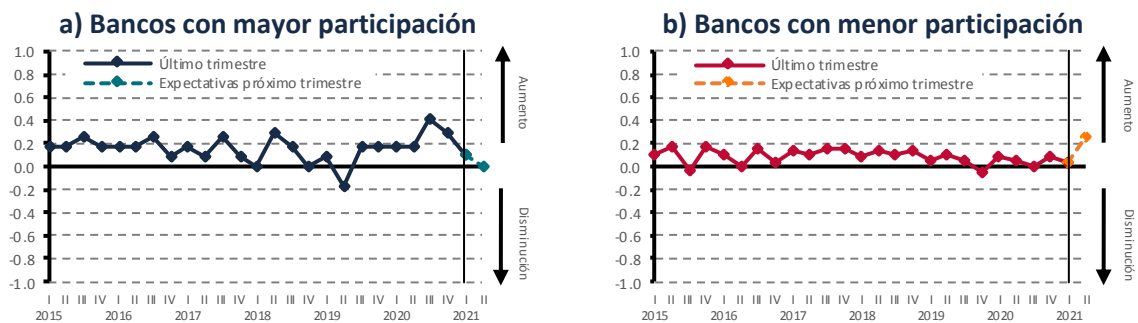 a) Bancos con mayor participación
1.0
0.8
0.6
0.4
0.2
0.0
-0.2
-0.4
-0.6
-0.8
-1.0
Último trimestre
Expectativas próximo trimestre
Aumento
Disminución
I II III IV I II III IV I II III IV I II III IV I II III IV I II III IV I II
2015 2016 2017 2018 2019 2020 2021
b) Bancos con menor participación
1.0
0.8
0.6
0.4
0.2
0.0
-0.2
-0.4
-0.6
-0.8
-1.0
Último trimestre
Expectativas próximo trimestre
Aumento
Disminución
I II III IV I II III IV I II III IV I II III IV I II III IV I II III IV I II
2015 2016 2017 2018 2019 2020 2021